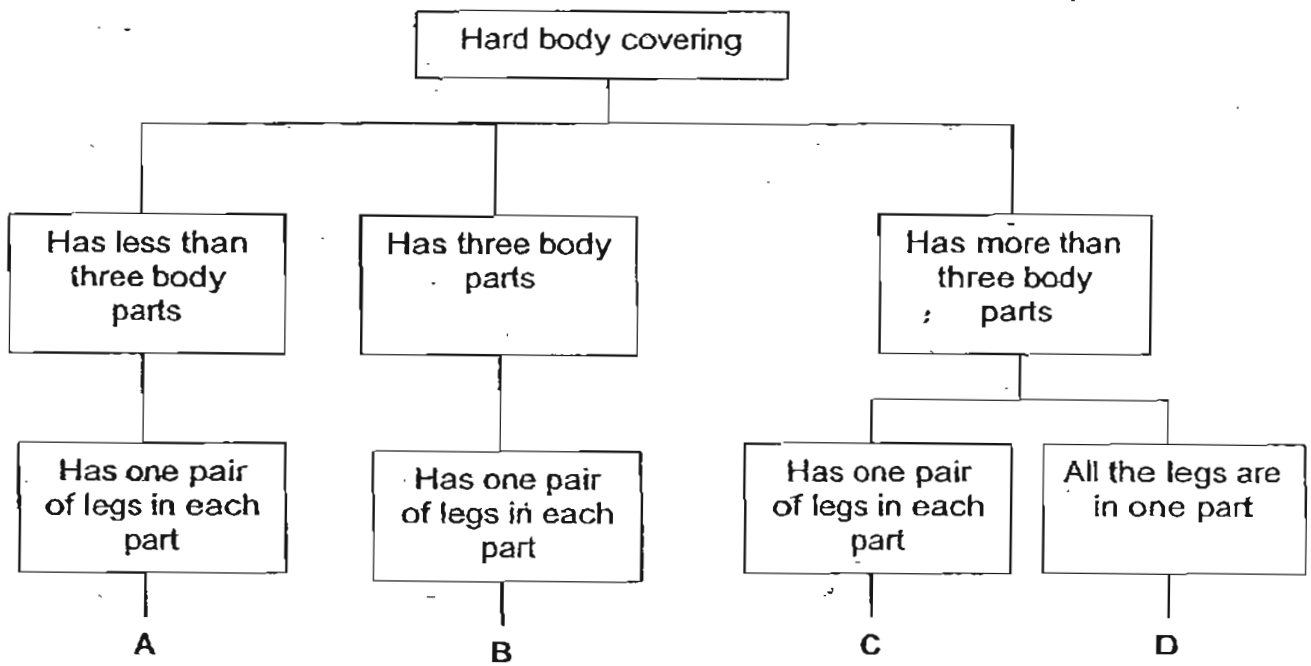 Hard body covering
Has less than
three body
parts
Has three body
parts
Has more than
three body
parts
Has one pair
of legs in each
part
Has one pair
of legs in each
part
Has one pair
of legs in each
part
All the legs are
in one part
A
B
C
D